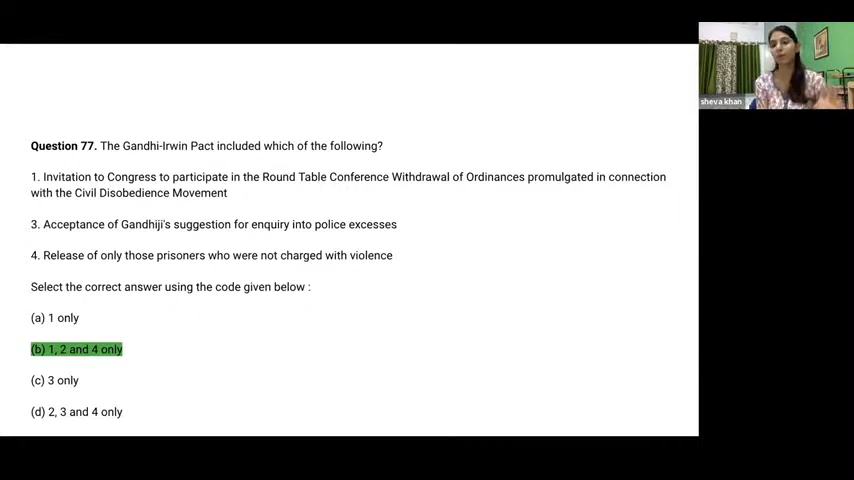 sheva khan
Question 77. The Gandhi-Irwin Pact included which of the following?
1. Invitation to Congress to participate in the Round Table Conference Withdrawal of Ordinances promulgated in connection
with the Civil Disobedience Movement
3. Acceptance of Gandhiji's suggestion for enquiry into police excesses
4. Release of only those prisoners who were not charged with violence
Select the correct answer using the code given below :
(a) 1 only
(b) 1, 2 and 4 only
(c) 3 only
(d) 2, 3 and 4 only